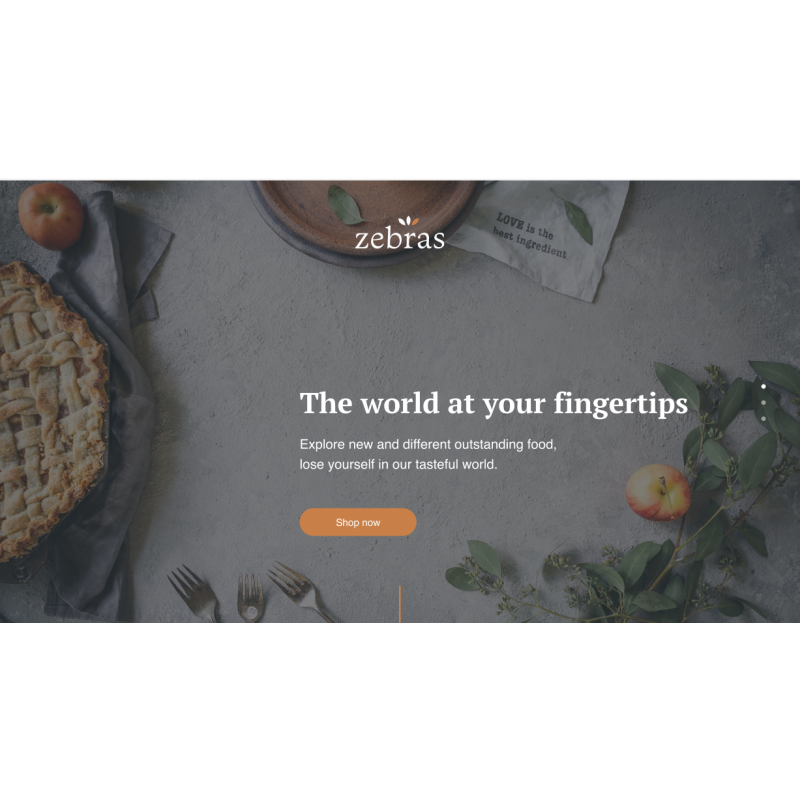 zebras
LOVE is the
best ingredient
The world at your fingertips
Explore new and different outstanding food,
lose yourself in our tasteful world.
Shop now